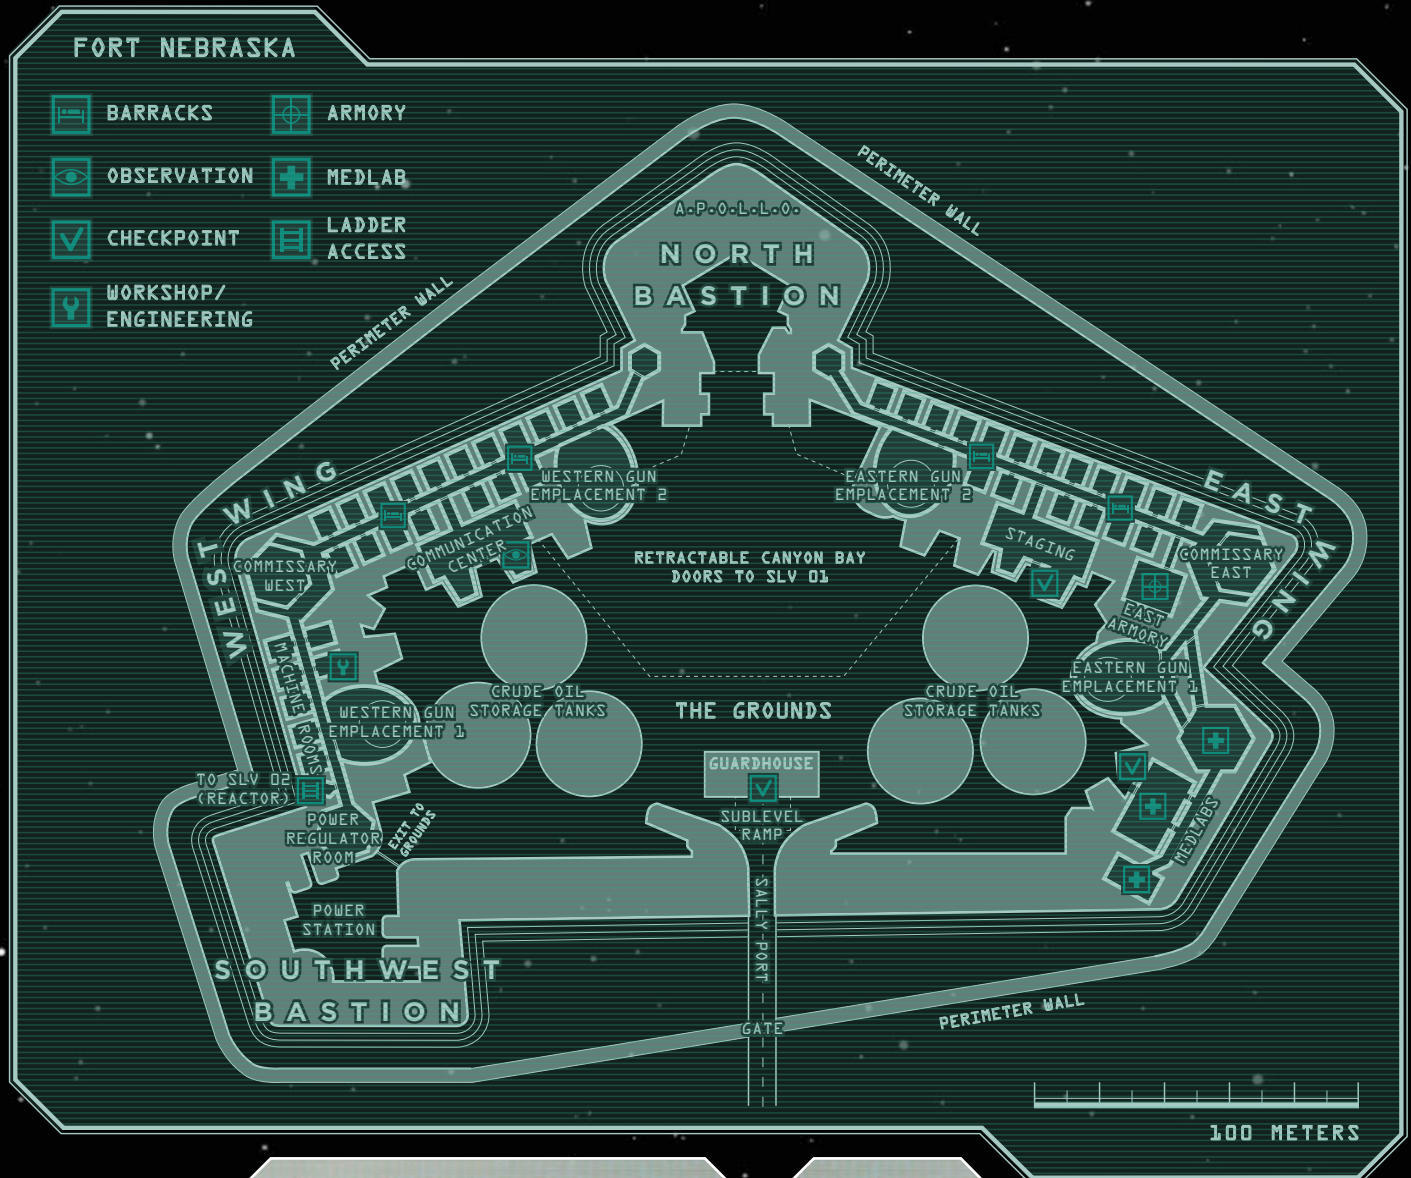 FORT NEBRASKA
BARRACKS
ARMORY
OBSERVATION
MEDLAB
CHECKPOINT
LADDER
ACCESS
WORKSHOP/
ENGINEERING
PERIMETER WALL
PERIMETER WALL
A.P.O.L.L.O.
NORTH
BASTION
WEST WING
EAST WING
WESTERN GUN
EMPLACEMENT 2
EASTERN GUN
EMPLACEMENT 2
COMMUNICATION
CENTER
STAGING
COMMISSARY
WEST
COMMISSARY
EAST
RETRACTABLE CANYON BAY
DOORS TO SLV 01
EAST
ARMORY
MACHINE ROOMS
WESTERN GUN
EMPLACEMENT 1
EASTERN GUN
EMPLACEMENT 1
CRUDE OIL
STORAGE TANKS
CRUDE OIL
STORAGE TANKS
THE GROUNDS
GUARDHOUSE
TO SLV 02
(REACTOR)
SUBLEVEL
RAMP
POWER
REGULATOR
ROOM
EXIT TO
GROUNDS
MEDLABS
SALLY PORT
POWER
STATION
SOUTHWEST
BASTION
GATE
PERIMETER WALL
100 METERS